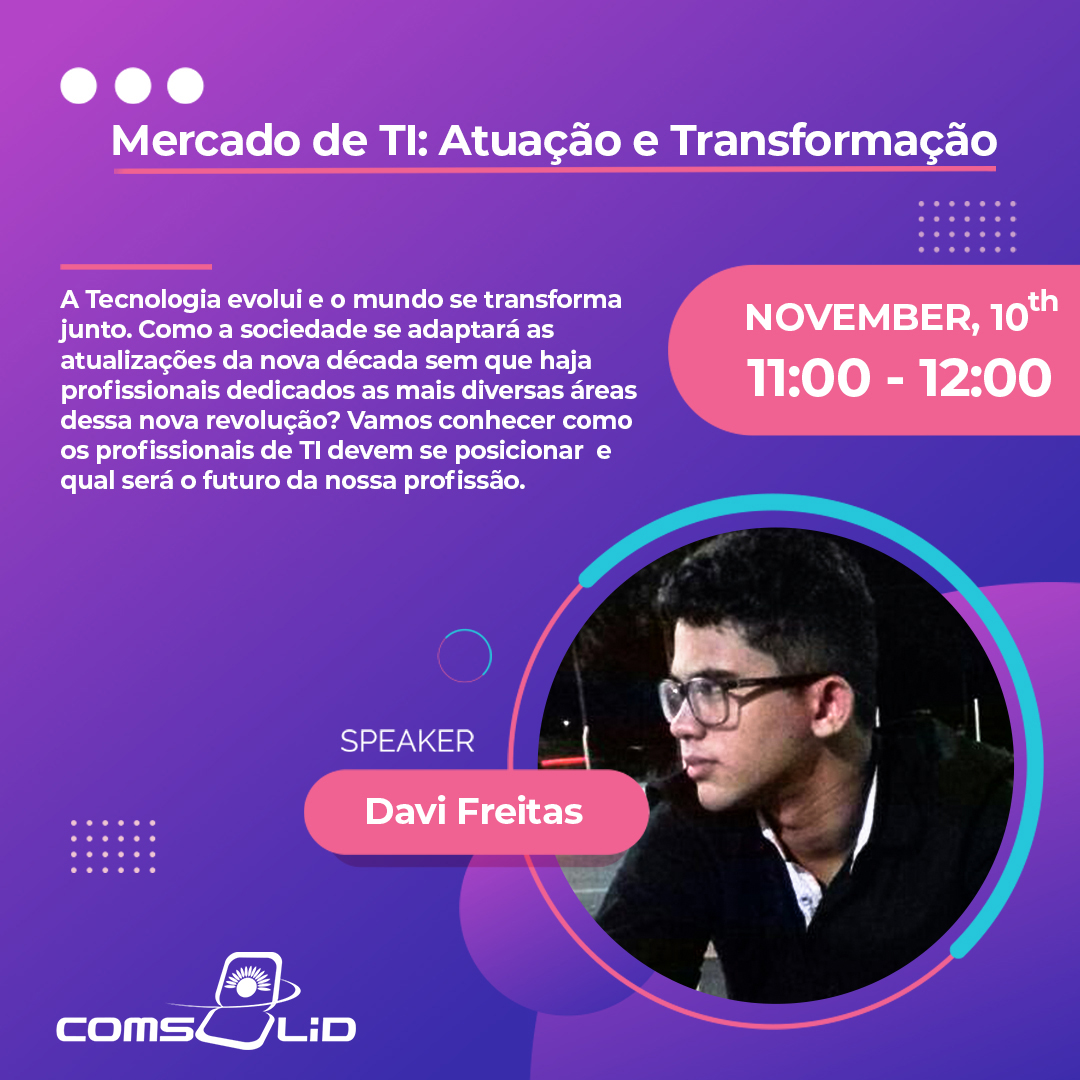 Mercado de TI: Atuação e Transformação
A Tecnologia evolui e o mundo se transforma
junto. Como a sociedade se adaptará as
atualizações da nova década sem que haja
profissionais dedicados as mais diversas áreas
dessa nova revolução? Vamos conhecer como
os profissionais de TI devem se posicionar  e
qual será o futuro da nossa profissão.
NOVEMBER, 10th
11:00 - 12:00
SPEAKER
Davi Freitas
COMSOLiD